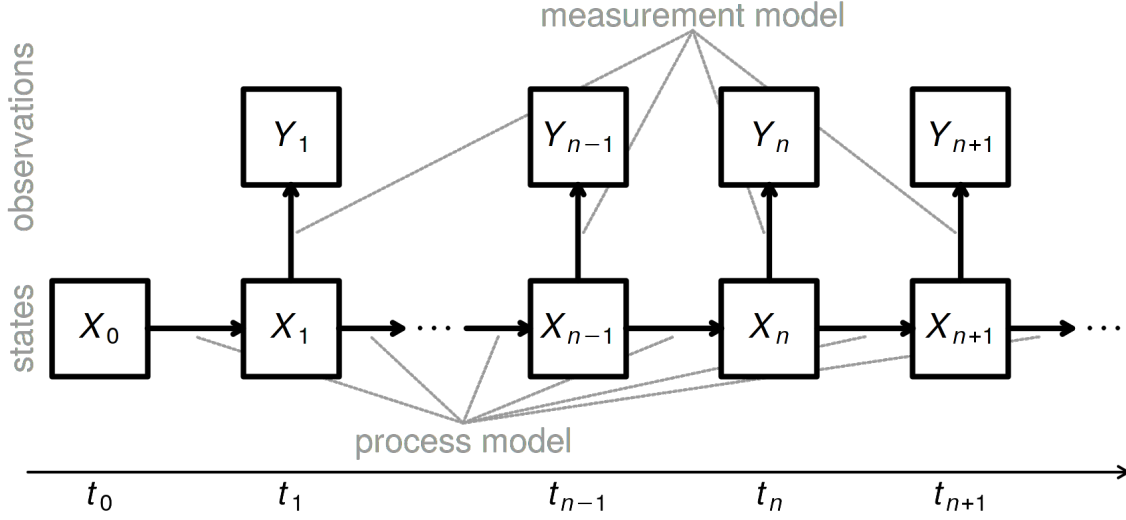 measurement model
observations
Y₁ Yₙ₋₁ Yₙ Yₙ₊₁
states
X₀ X₁ ··· Xₙ₋₁ Xₙ Xₙ₊₁ ···
process model
t₀ t₁ tₙ₋₁ tₙ tₙ₊₁